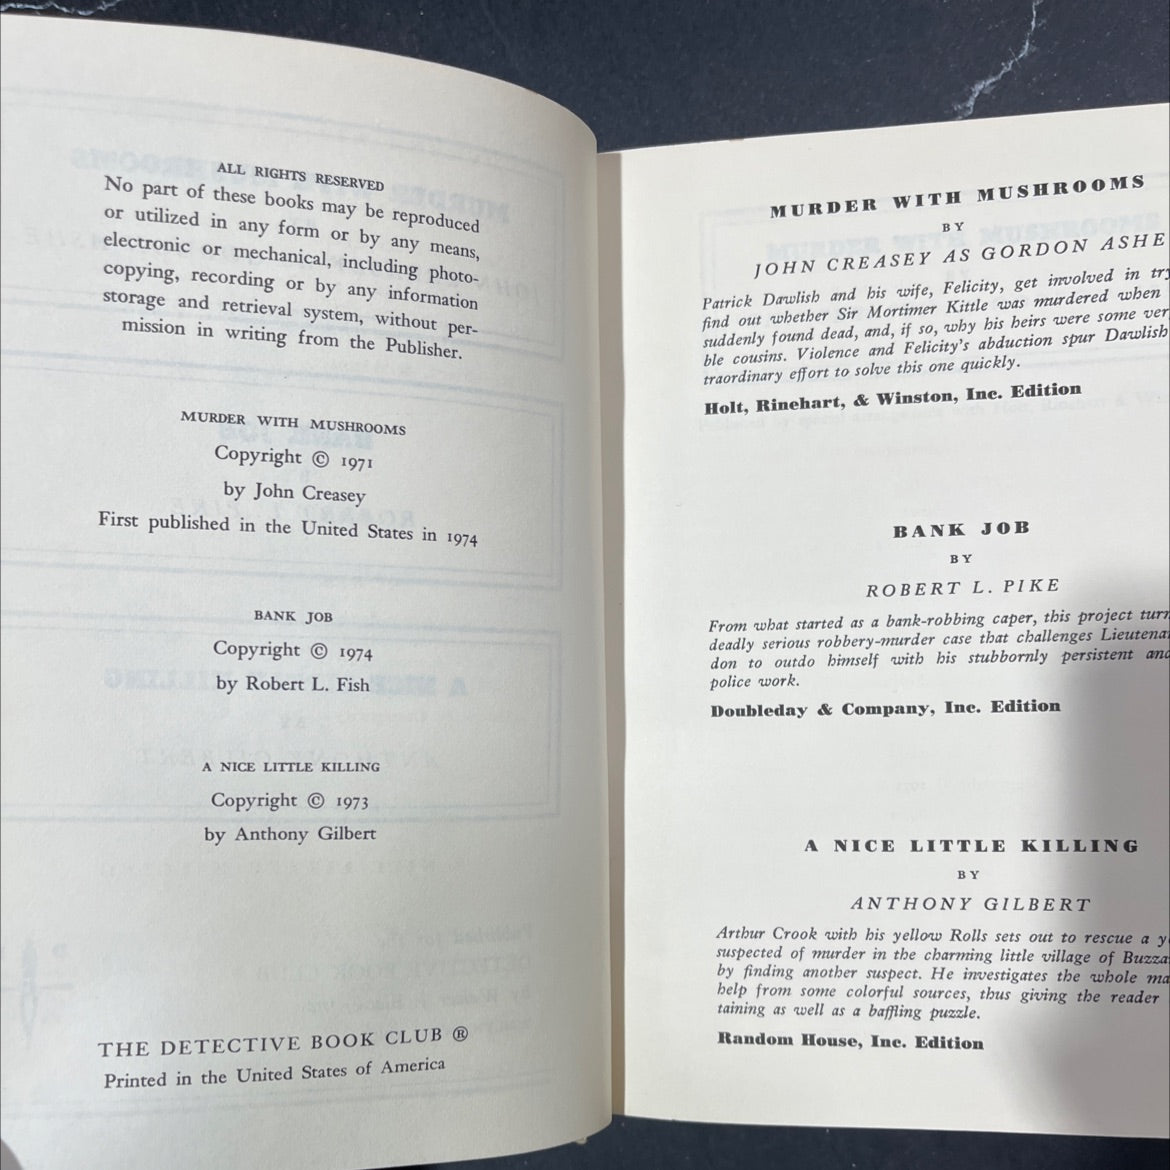 ALL RIGHTS RESERVED
No part of these books may be reproduced
or utilized in any form or by any means,
electronic or mechanical, including photo-
copying, recording or by any information
storage and retrieval system, without per-
mission in writing from the Publisher.
MURDER WITH MUSHROOMS
Copyright © 1971
by John Creasey
First published in the United States in 1974
BANK JOB
Copyright © 1974
by Robert L. Fish
A NICE LITTLE KILLING
Copyright © 1973
by Anthony Gilbert
THE DETECTIVE BOOK CLUB ®
Printed in the United States of America
MURDER WITH MUSHROOMS
BY
JOHN CREASEY AS GORDON ASHE
Patrick Dawlish and his wife, Felicity, get involved in try
find out whether Sir Mortimer Kittle was murdered when
suddenly found dead, and, if so, why his heirs were some ver
ble cousins. Violence and Felicity's abduction spur Dawlish
traordinary effort to solve this one quickly.
Holt, Rinehart, & Winston, Inc. Edition
BANK JOB
BY
ROBERT L. PIKE
From what started as a bank-robbing caper, this project turn
deadly serious robbery-murder case that challenges Lieutena
don to outdo himself with his stubbornly persistent and
police work.
Doubleday & Company, Inc. Edition
A NICE LITTLE KILLING
BY
ANTHONY GILBERT
Arthur Crook with his yellow Rolls sets out to rescue a y
suspected of murder in the charming little village of Buzza
by finding another suspect. He investigates the whole ma
help from some colorful sources, thus giving the reader
taining as well as a baffling puzzle.
Random House, Inc. Edition